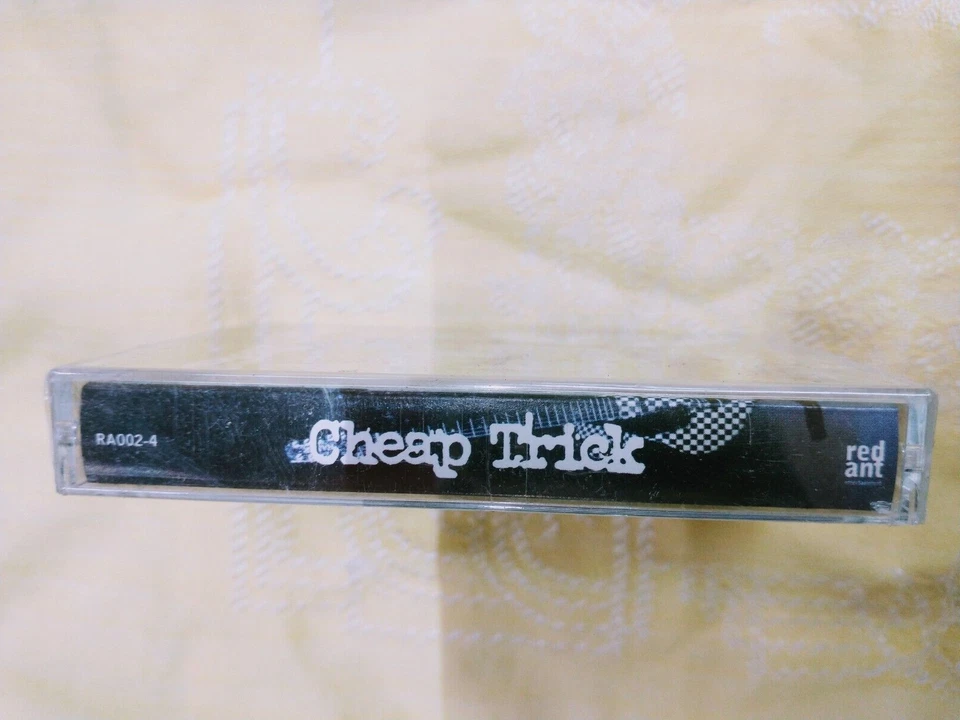 RA002-4
Cheap Trick
red
ant